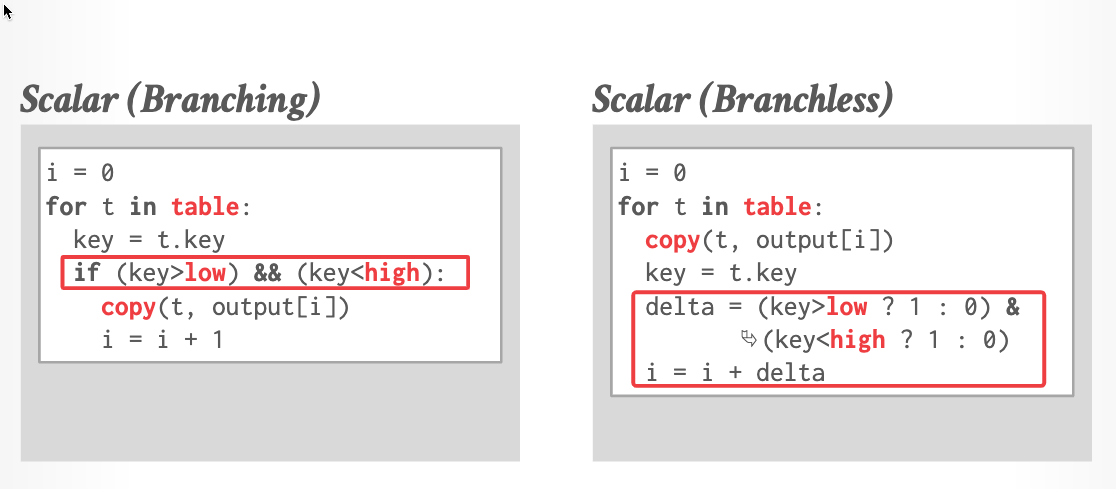 Scalar (Branching)
i = 0
for t in table:
key = t.key
if (key>low) && (key<high):
copy(t, output[i])
i = i + 1
Scalar (Branchless)
i = 0
for t in table:
copy(t, output[i])
key = t.key
delta = (key>low ? 1 : 0) &
↳(key<high ? 1 : 0)
i = i + delta